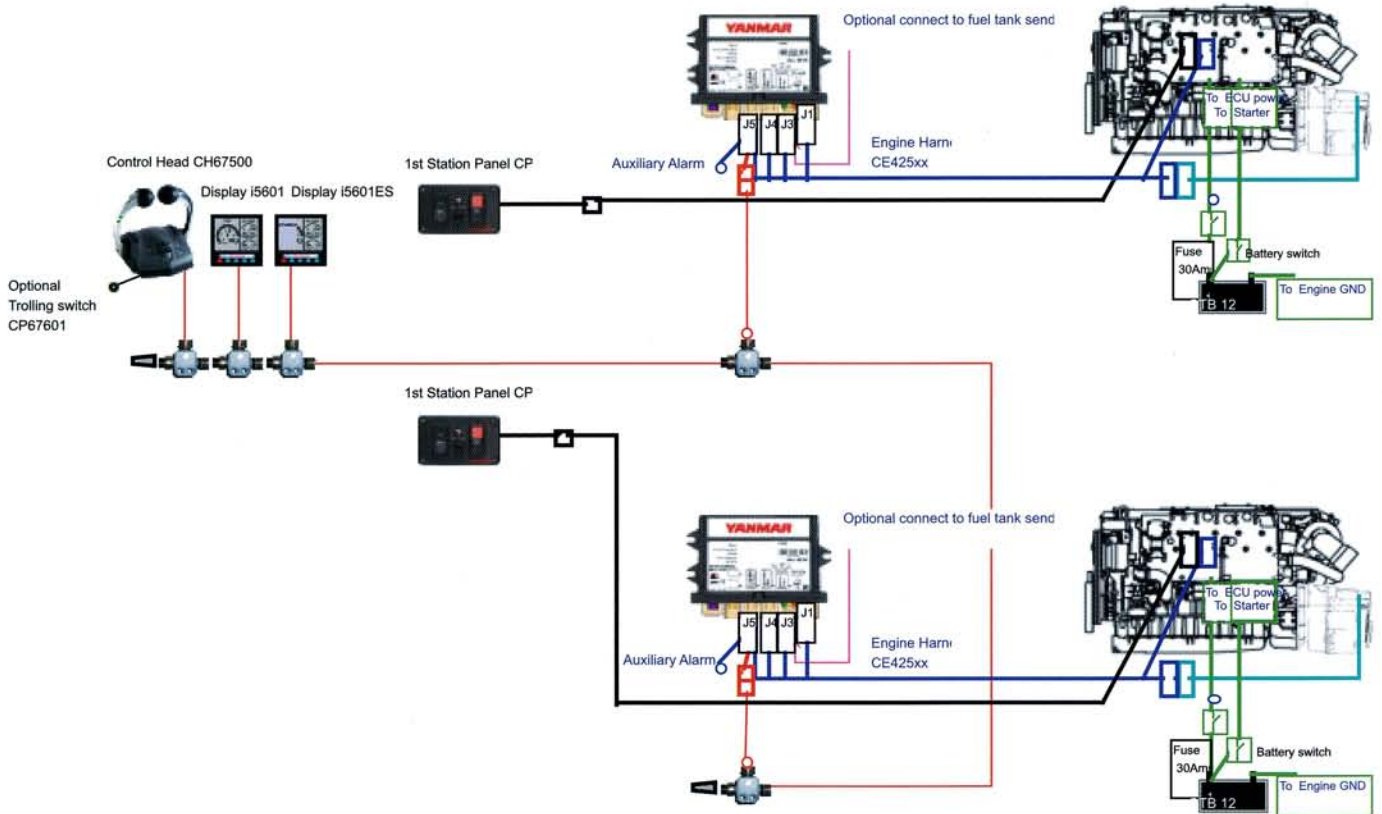 YANMAR
Optional connect to fuel tank send
To ECU power
To Starter
J5
J4
J3
J1
Engine Harn
CE425xx
Auxiliary Alarm
Control Head CH67500
1st Station Panel CP
Display i5601
Display i5601ES
Optional
Trolling switch
CP67601
Fuse
30Am
Battery switch
TB 12
To Engine GND
1st Station Panel CP
YANMAR
Optional connect to fuel tank send
To ECU power
To Starter
J5
J4
J3
J1
Engine Harn
CE425xx
Auxiliary Alarm
Fuse
30Am
Battery switch
TB 12
To Engine GND